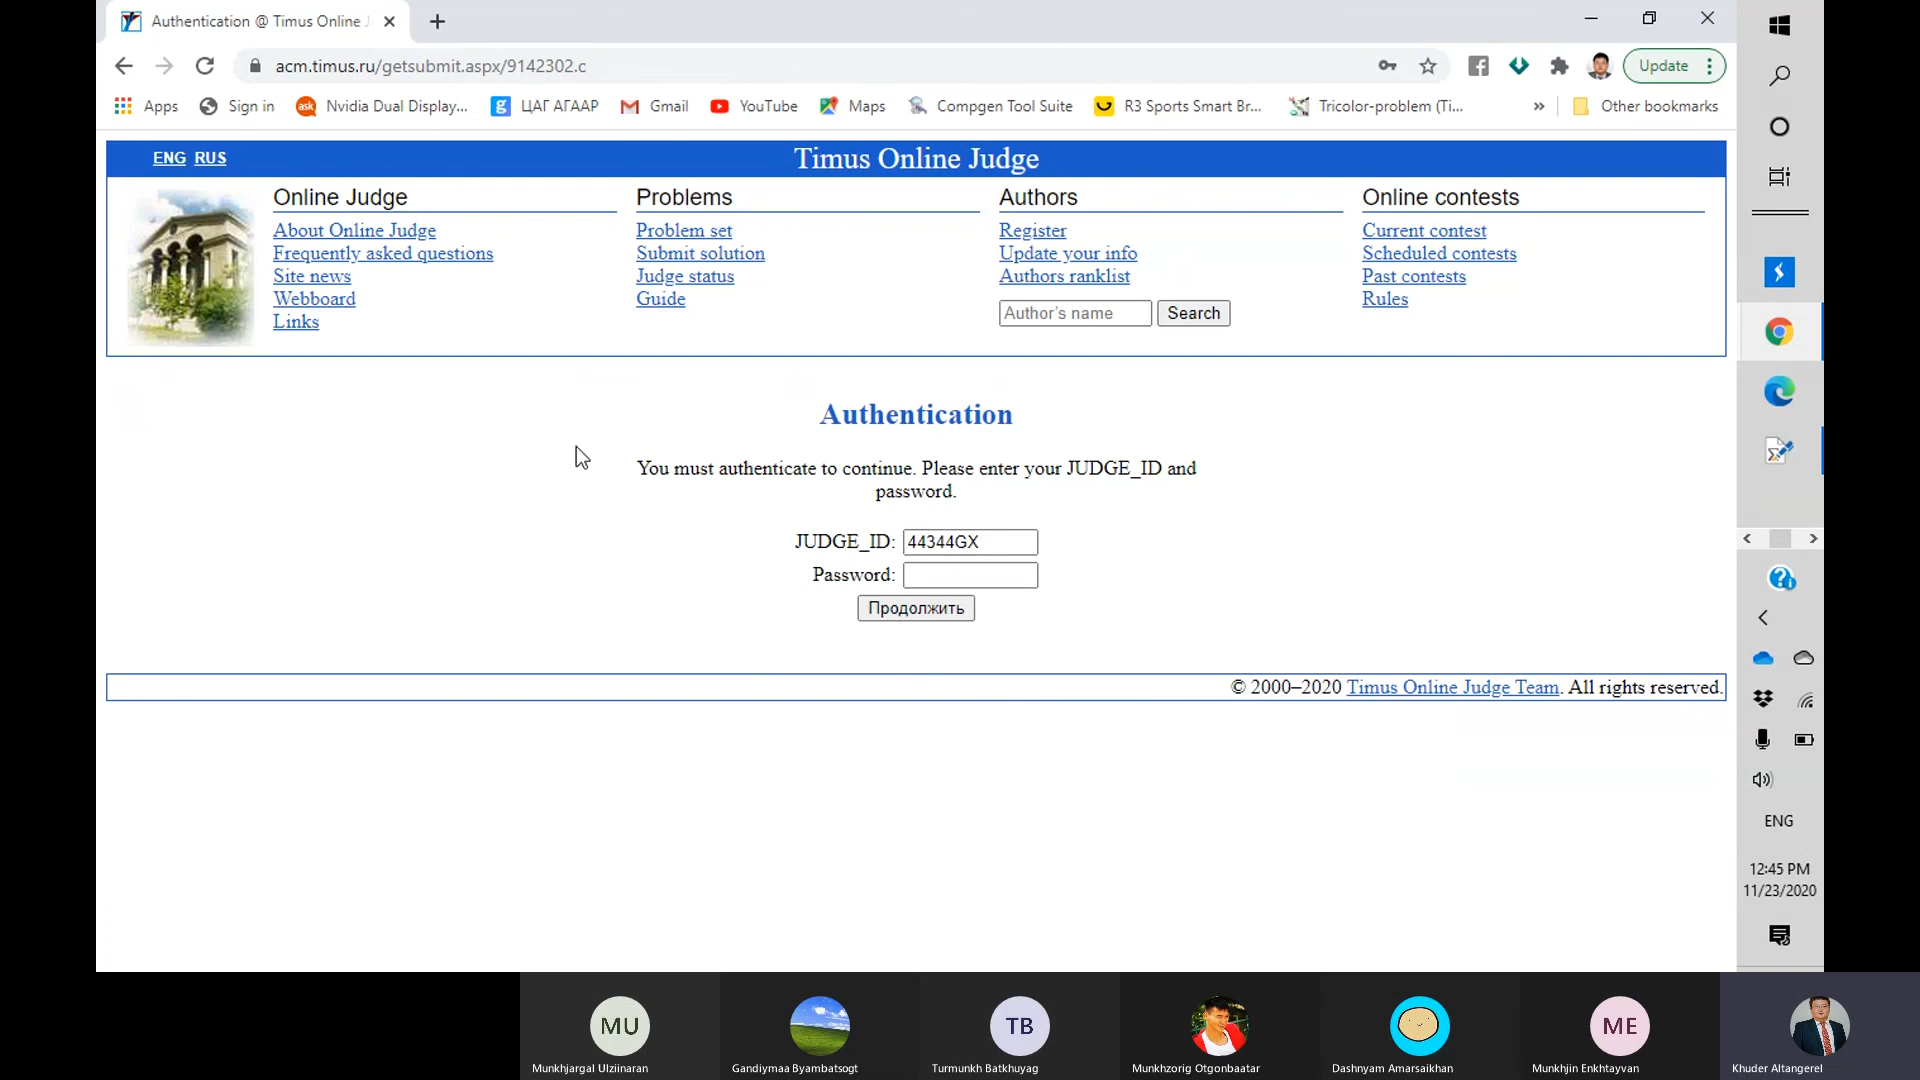 Authentication @ Timus Online J
acm.timus.ru/getsubmit.aspx/9142302.c
Update
Apps
Sign in
ask
Nvidia Dual Display...
ЦАГ АГААР
Gmail
YouTube
Maps
Compgen Tool Suite
R3 Sports Smart Br...
Tricolor-problem (Ti...
»
Other bookmarks
ENG RUS
Timus Online Judge
Online Judge
About Online Judge
Frequently asked questions
Site news
Webboard
Links
Problems
Problem set
Submit solution
Judge status
Guide
Authors
Register
Update your info
Authors ranklist
Author's name
Search
Online contests
Current contest
Scheduled contests
Past contests
Rules
Authentication
You must authenticate to continue. Please enter your JUDGE_ID and
password.
JUDGE_ID: 44344GX
Password:
Продолжить
© 2000–2020 Timus Online Judge Team. All rights reserved.
ENG
12:45 PM
11/23/2020
MU
Munkhjargal Ulziinaran
Gandiymaa Byambatsogt
TB
Turmunkh Batkhuyag
Munkhzorig Otgonbaatar
Dashnyam Amarsaikhan
ME
Munkhjin Enkhtayvan
Khuder Altangerel